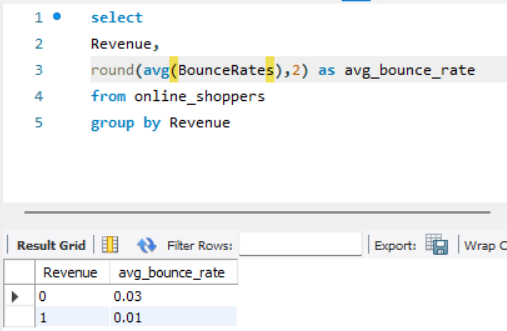 1 select
2 Revenue,
3 round(avg(BounceRates),2) as avg_bounce_rate
4 from online_shoppers
5 group by Revenue
Result Grid Filter Rows: Export: Wrap C
Revenue avg_bounce_rate
0 0.03
1 0.01